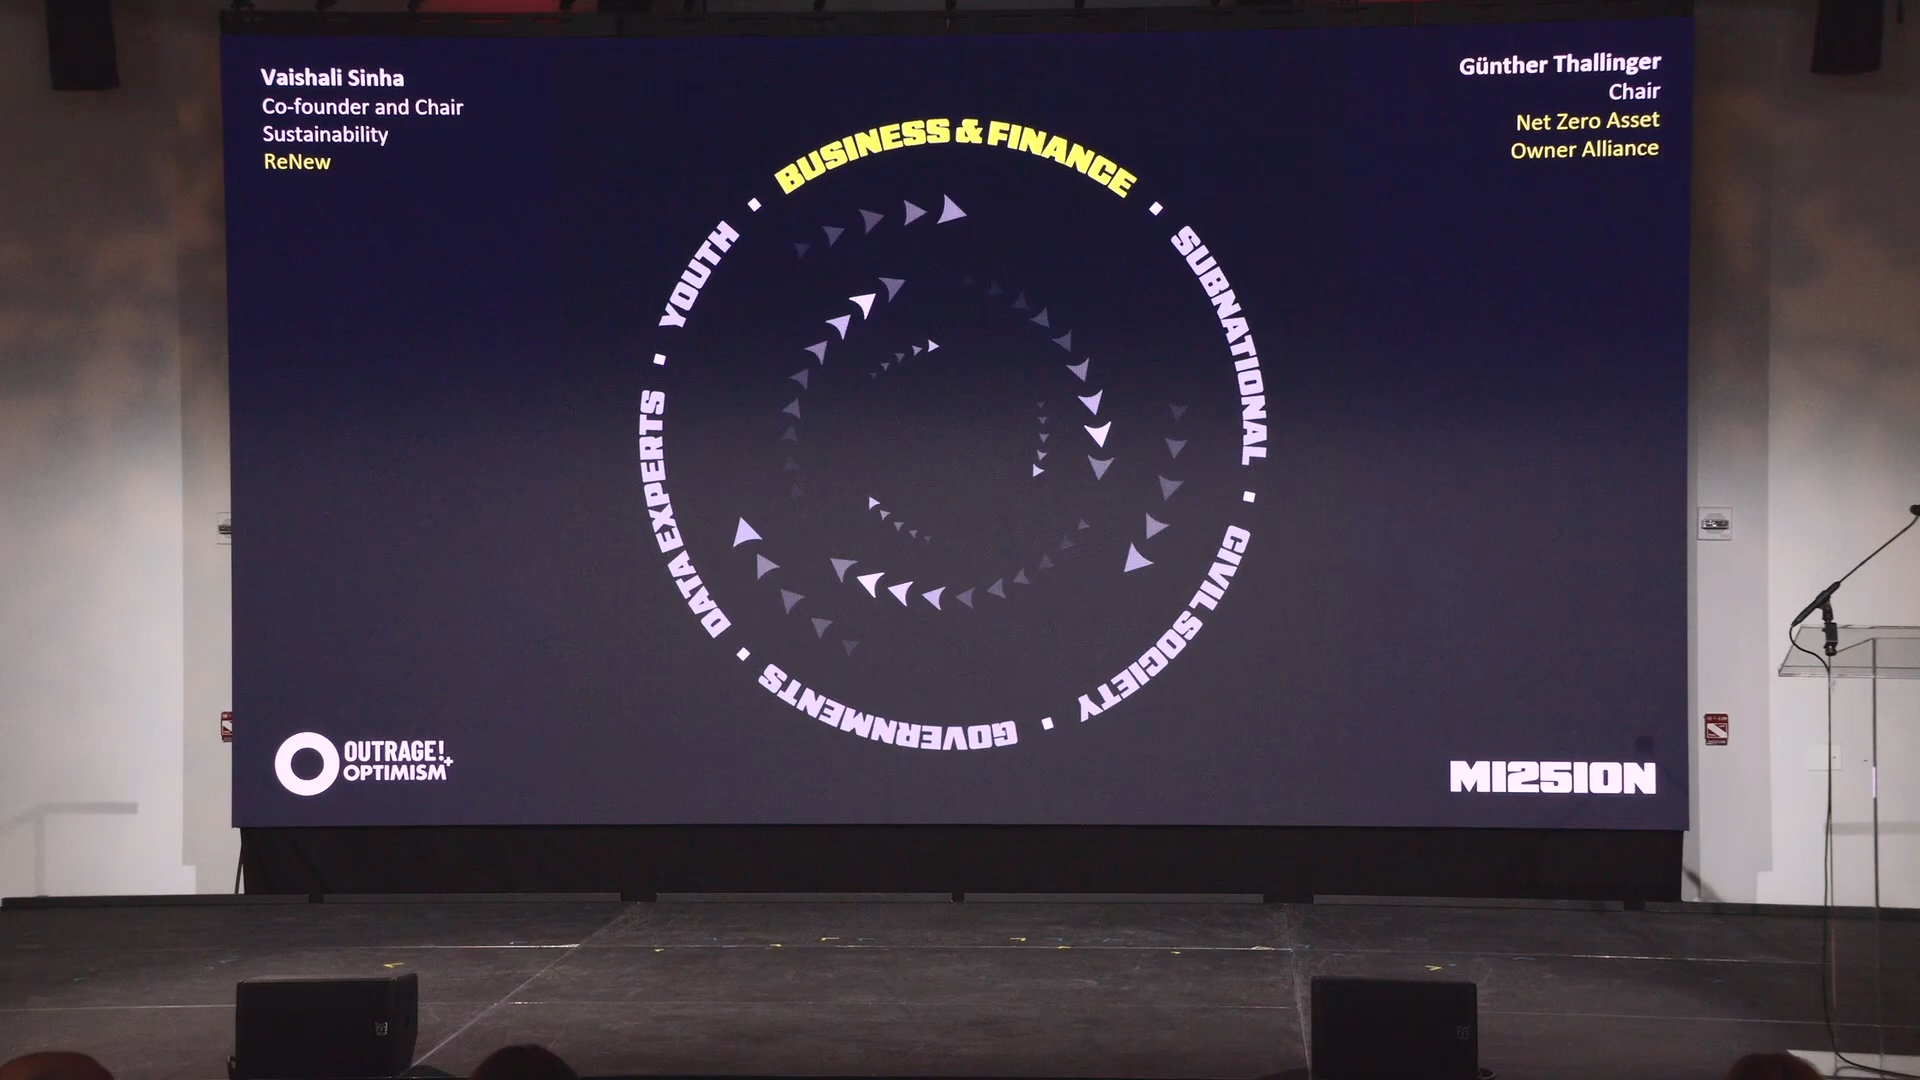 Vaishali Sinha
Co-founder and Chair
Sustainability
ReNew
Günther Thallinger
Chair
Net Zero Asset
Owner Alliance
BUSINESS & FINANCE
SUBNATIONAL
CIVIL SOCIETY
GOVERNMENTS
DATA EXPERTS
YOUTH
OUTRAGE!+
OPTIMISM
MI25ION